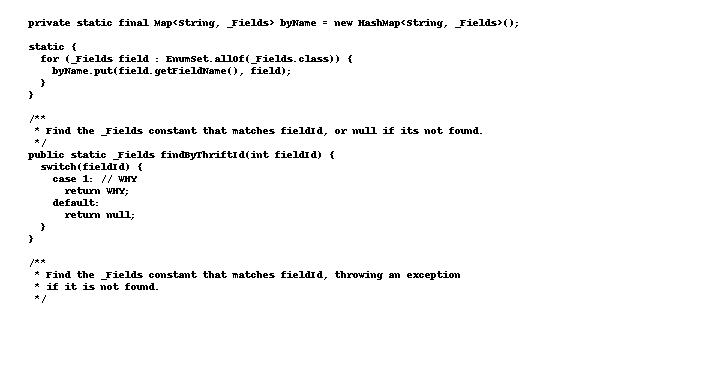 private static final Map<String, _Fields> byName = new HashMap<String, _Fields>();

static {
  for (_Fields field : EnumSet.allOf(_Fields.class)) {
    byName.put(field.getFieldName(), field);
  }
}

/**
 * Find the _Fields constant that matches fieldId, or null if its not found.
 */
public static _Fields findByThriftId(int fieldId) {
  switch(fieldId) {
    case 1: // WHY
      return WHY;
    default:
      return null;
  }
}

/**
 * Find the _Fields constant that matches fieldId, throwing an exception
 * if it is not found.
 */